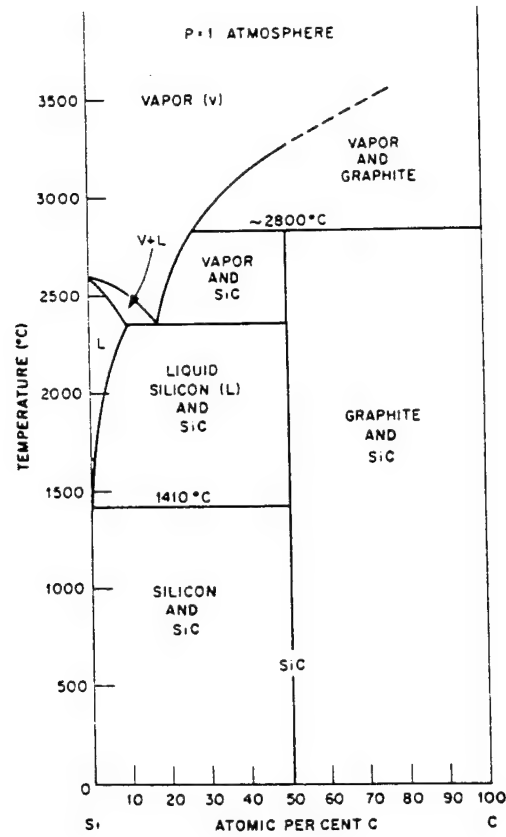 P=1 ATMOSPHERE
3500
VAPOR (v)
VAPOR
AND
GRAPHITE
3000
~2800°C
V+L
VAPOR
AND
SiC
2500
L
LIQUID
SILICON (L)
AND
SiC
2000
GRAPHITE
AND
SiC
TEMPERATURE (°C)
1500
1410°C
1000
SILICON
AND
SiC
SiC
500
0
0 10 20 30 40 50 60 70 80 90 100
Si ATOMIC PER CENT C C